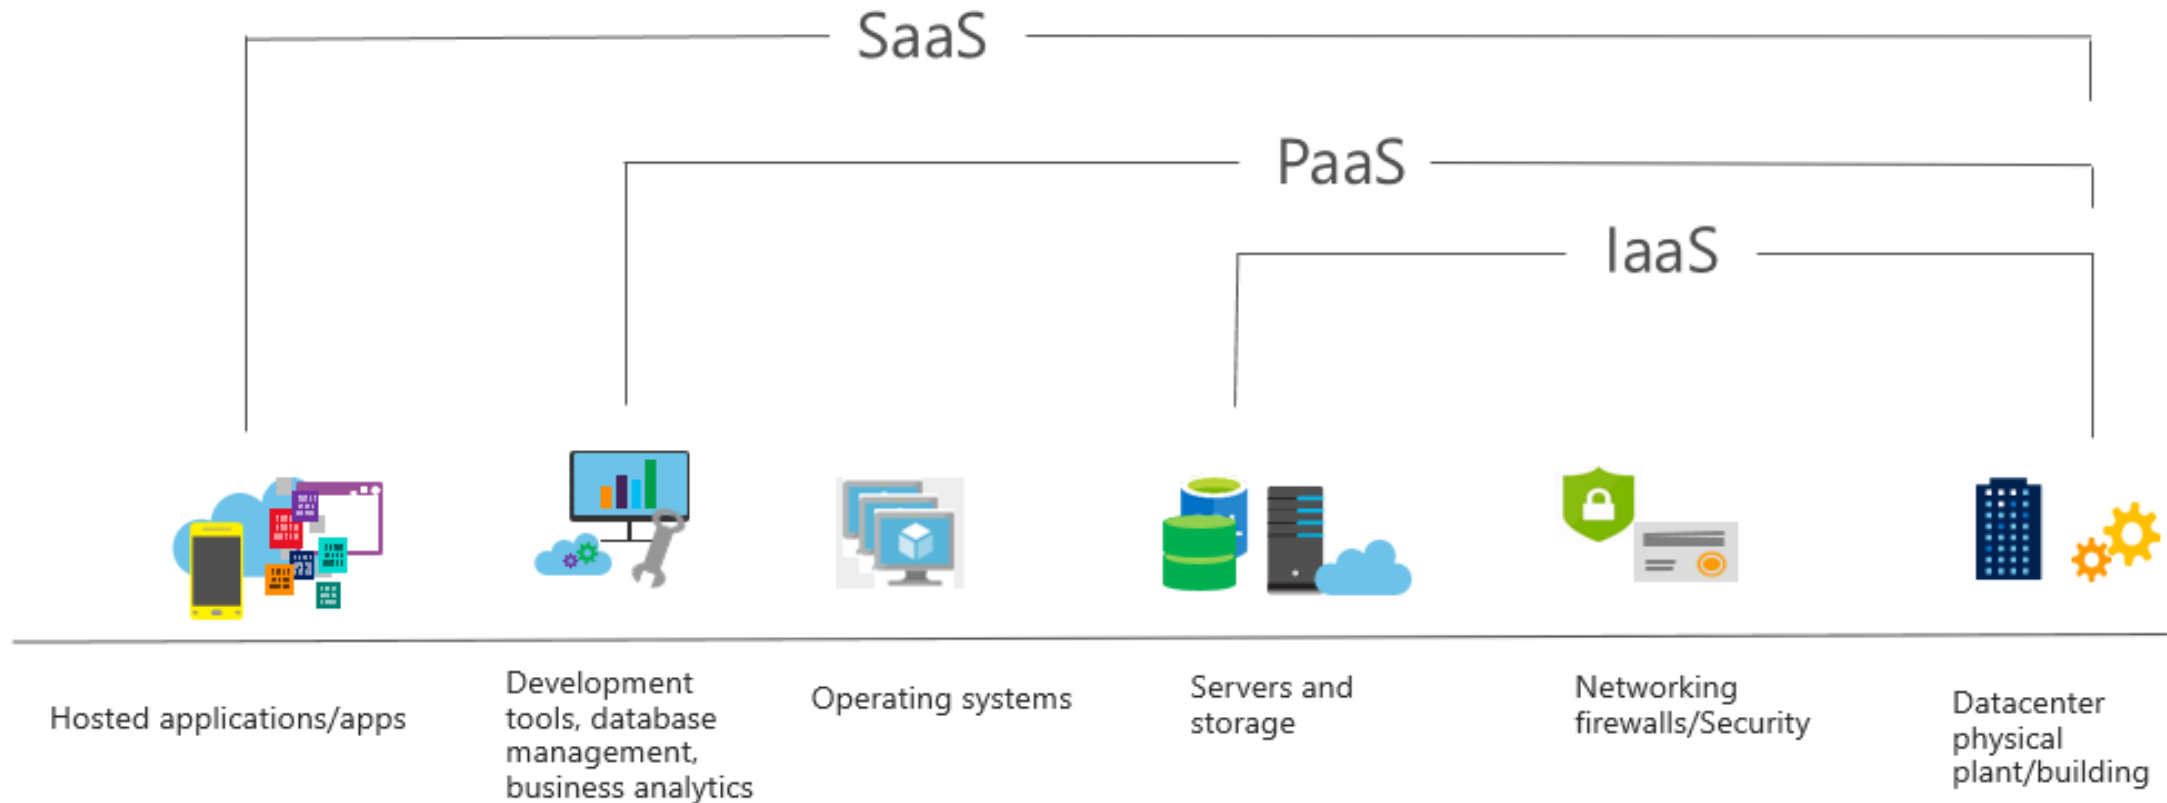 SaaS
PaaS
IaaS
Hosted applications/apps
Development
tools, database
management,
business analytics
Operating systems
Servers and
storage
Networking
firewalls/Security
Datacenter
physical
plant/building